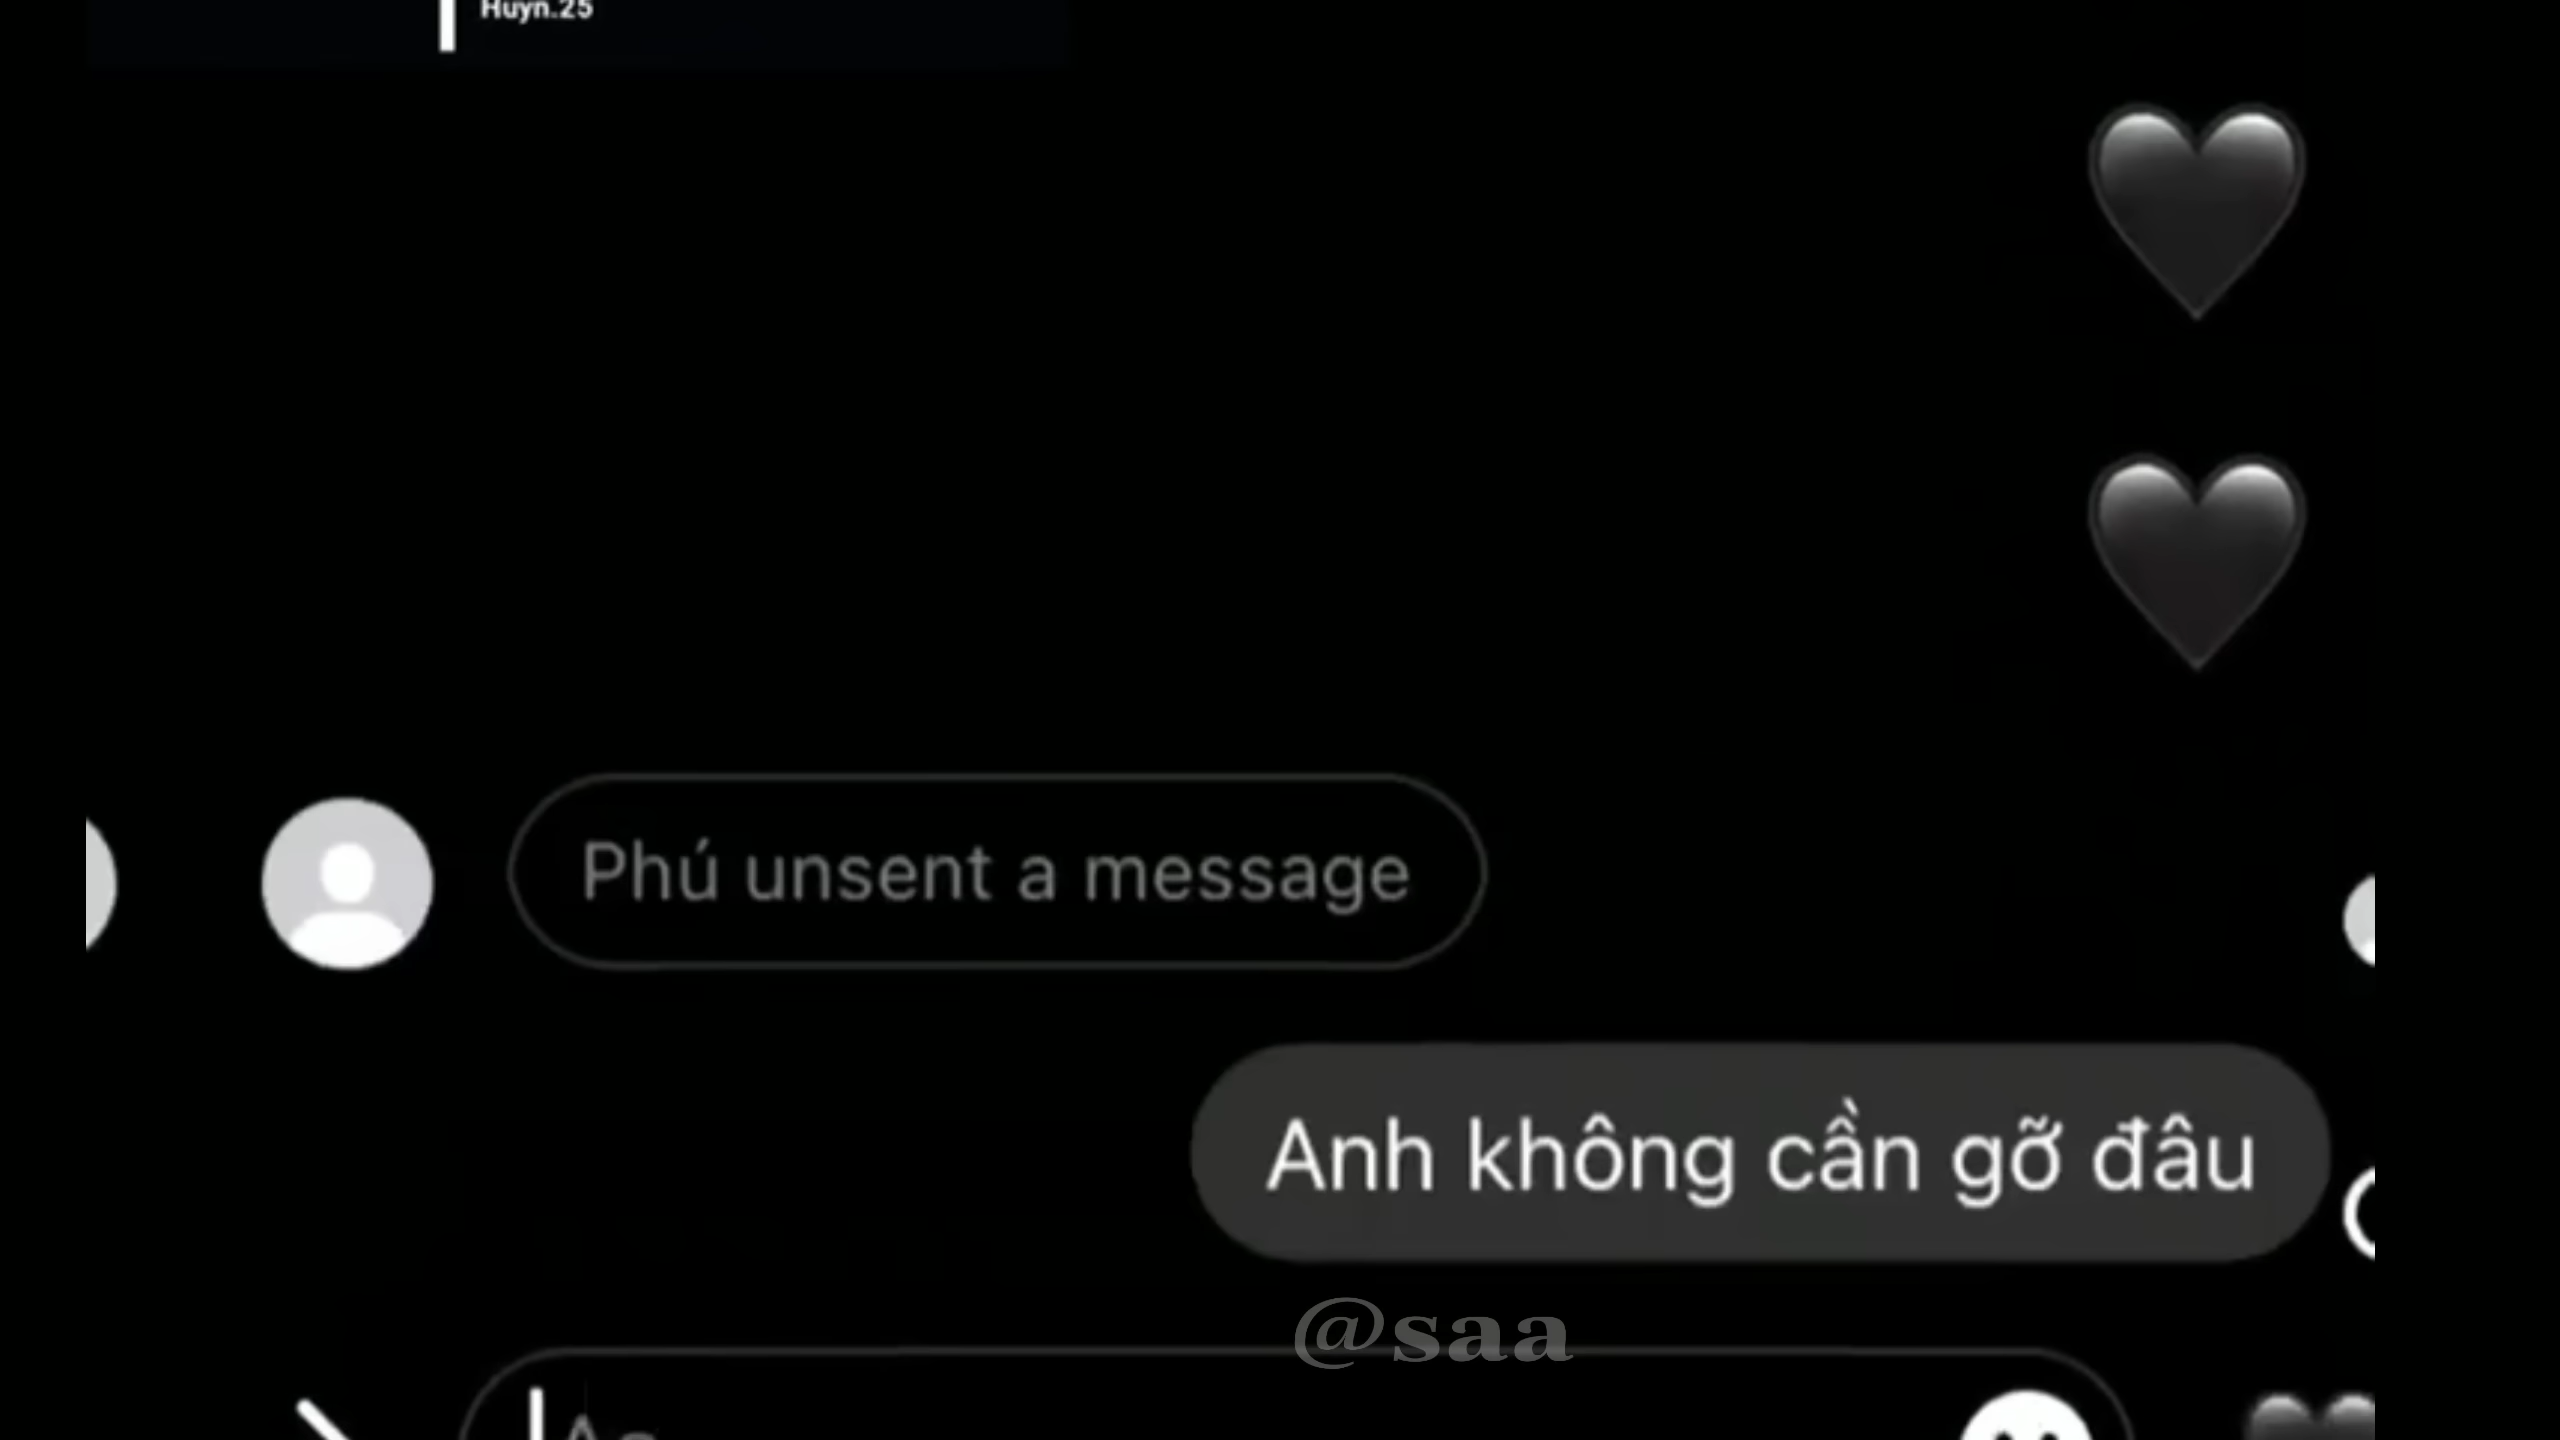 Huyn.25
Phú unsent a message
Anh không cần gỡ đâu
@saa